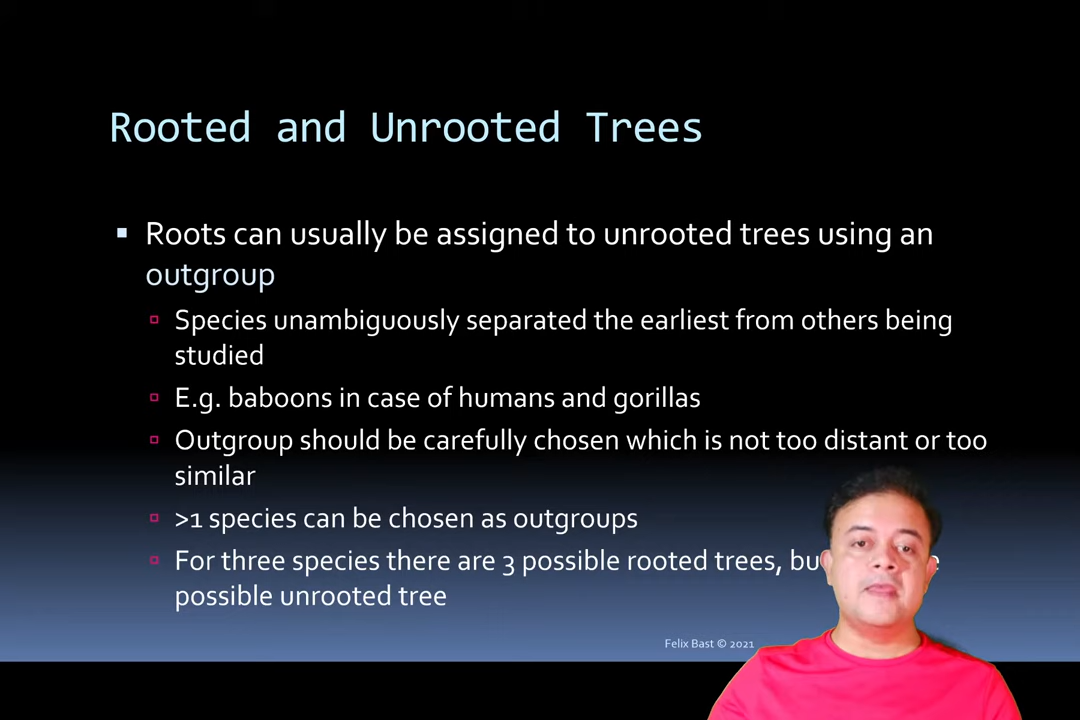 Rooted and Unrooted Trees
▪ Roots can usually be assigned to unrooted trees using an
outgroup
▫ Species unambiguously separated the earliest from others being
studied
▫ E.g. baboons in case of humans and gorillas
▫ Outgroup should be carefully chosen which is not too distant or too
similar
▫ >1 species can be chosen as outgroups
▫ For three species there are 3 possible rooted trees,
possible unrooted tree
Felix Bast © 2021